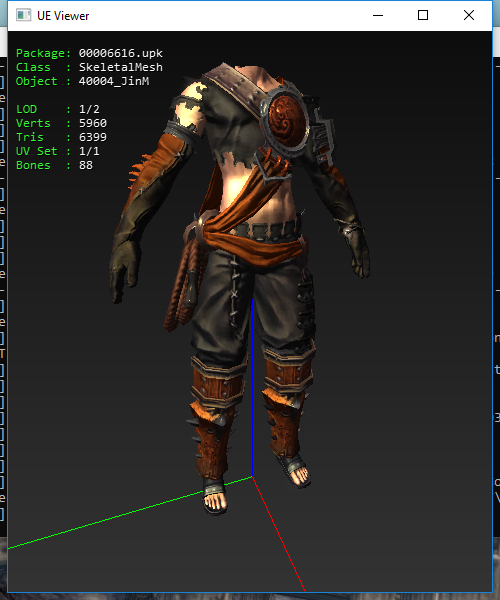 UE Viewer
Package: 00006616.upk
Class : SkeletalMesh
Object : 40004_JinM
LOD : 1/2
Verts : 5960
Tris : 6399
UV Set : 1/1
Bones : 88